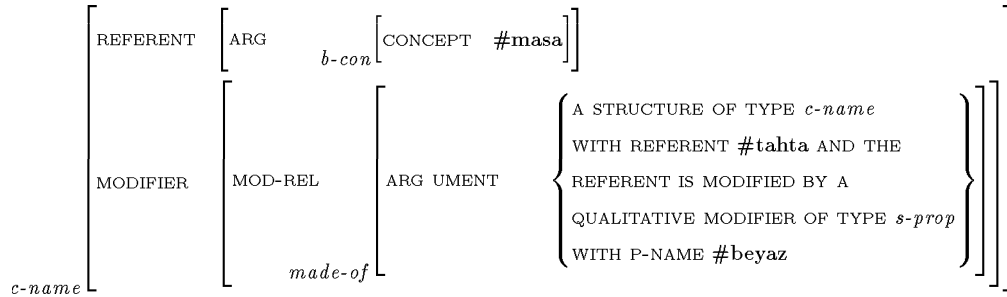 REFERENT ARG b-con CONCEPT #masa
MODIFIER MOD-REL made-of ARG UMENT
A STRUCTURE OF TYPE c-name
WITH REFERENT #tahta AND THE
REFERENT IS MODIFIED BY A
QUALITATIVE MODIFIER OF TYPE s-prop
WITH P-NAME #beyaz
c-name